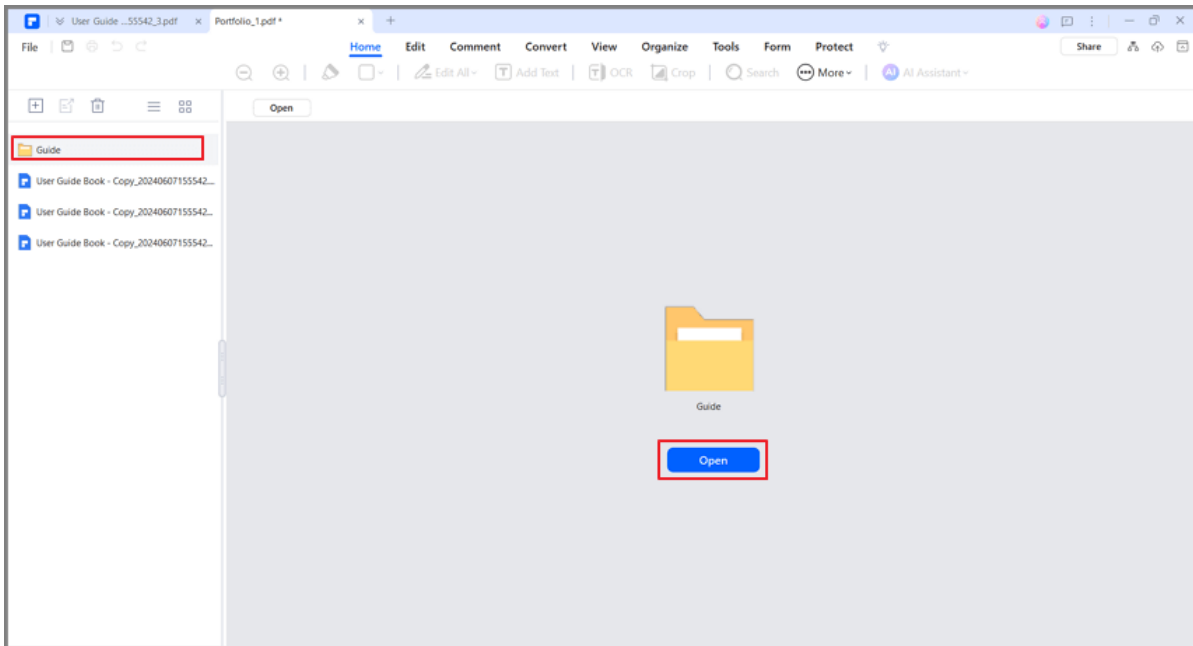 User Guide ...55542_3.pdf Portfolio_1.pdf *
File Home Edit Comment Convert View Organize Tools Form Protect Share
Edit All Add Text OCR Crop Search More AI AI Assistant
Open
Guide
User Guide Book - Copy_20240607155542...
User Guide Book - Copy_20240607155542...
User Guide Book - Copy_20240607155542...
Guide
Open